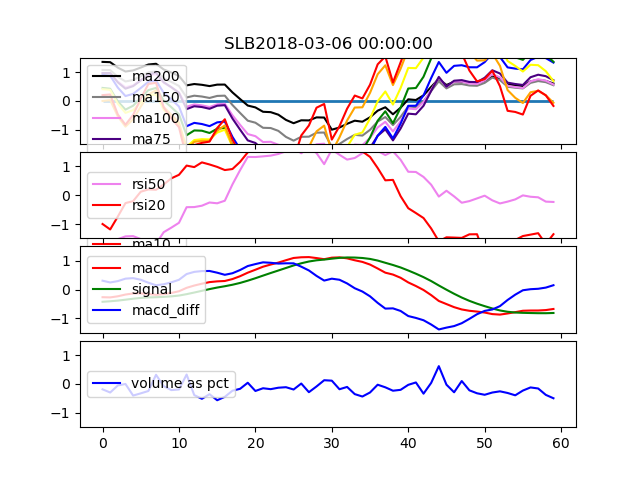 SLB2018-03-06 00:00:00
1
0
−1
ma200
ma150
ma100
ma75
1
0
−1
rsi50
rsi20
ma10
1
0
−1
macd
signal
macd_diff
1
0
−1
volume as pct
0 10 20 30 40 50 60